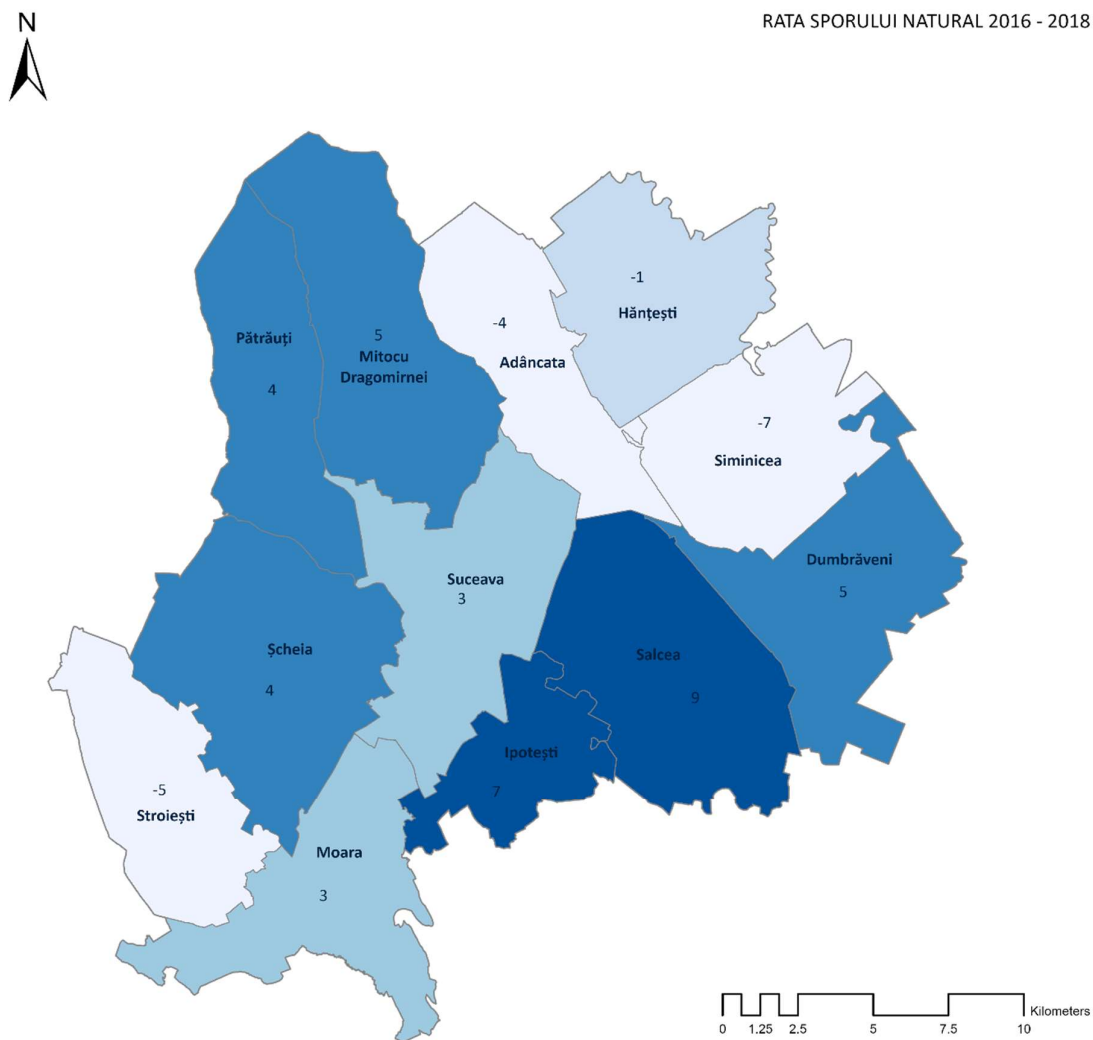 N
RATA SPORULUI NATURAL 2016 - 2018
-1
Hănțești
-4
Adâncata
5
Mitocu
Dragomirnei
Pătrăuți
4
-7
Siminicea
Dumbrăveni
5
Suceava
3
Șcheia
4
Salcea
9
Ipotești
7
-5
Stroiești
Moara
3
Kilometers
0 1.25 2.5 5 7.5 10